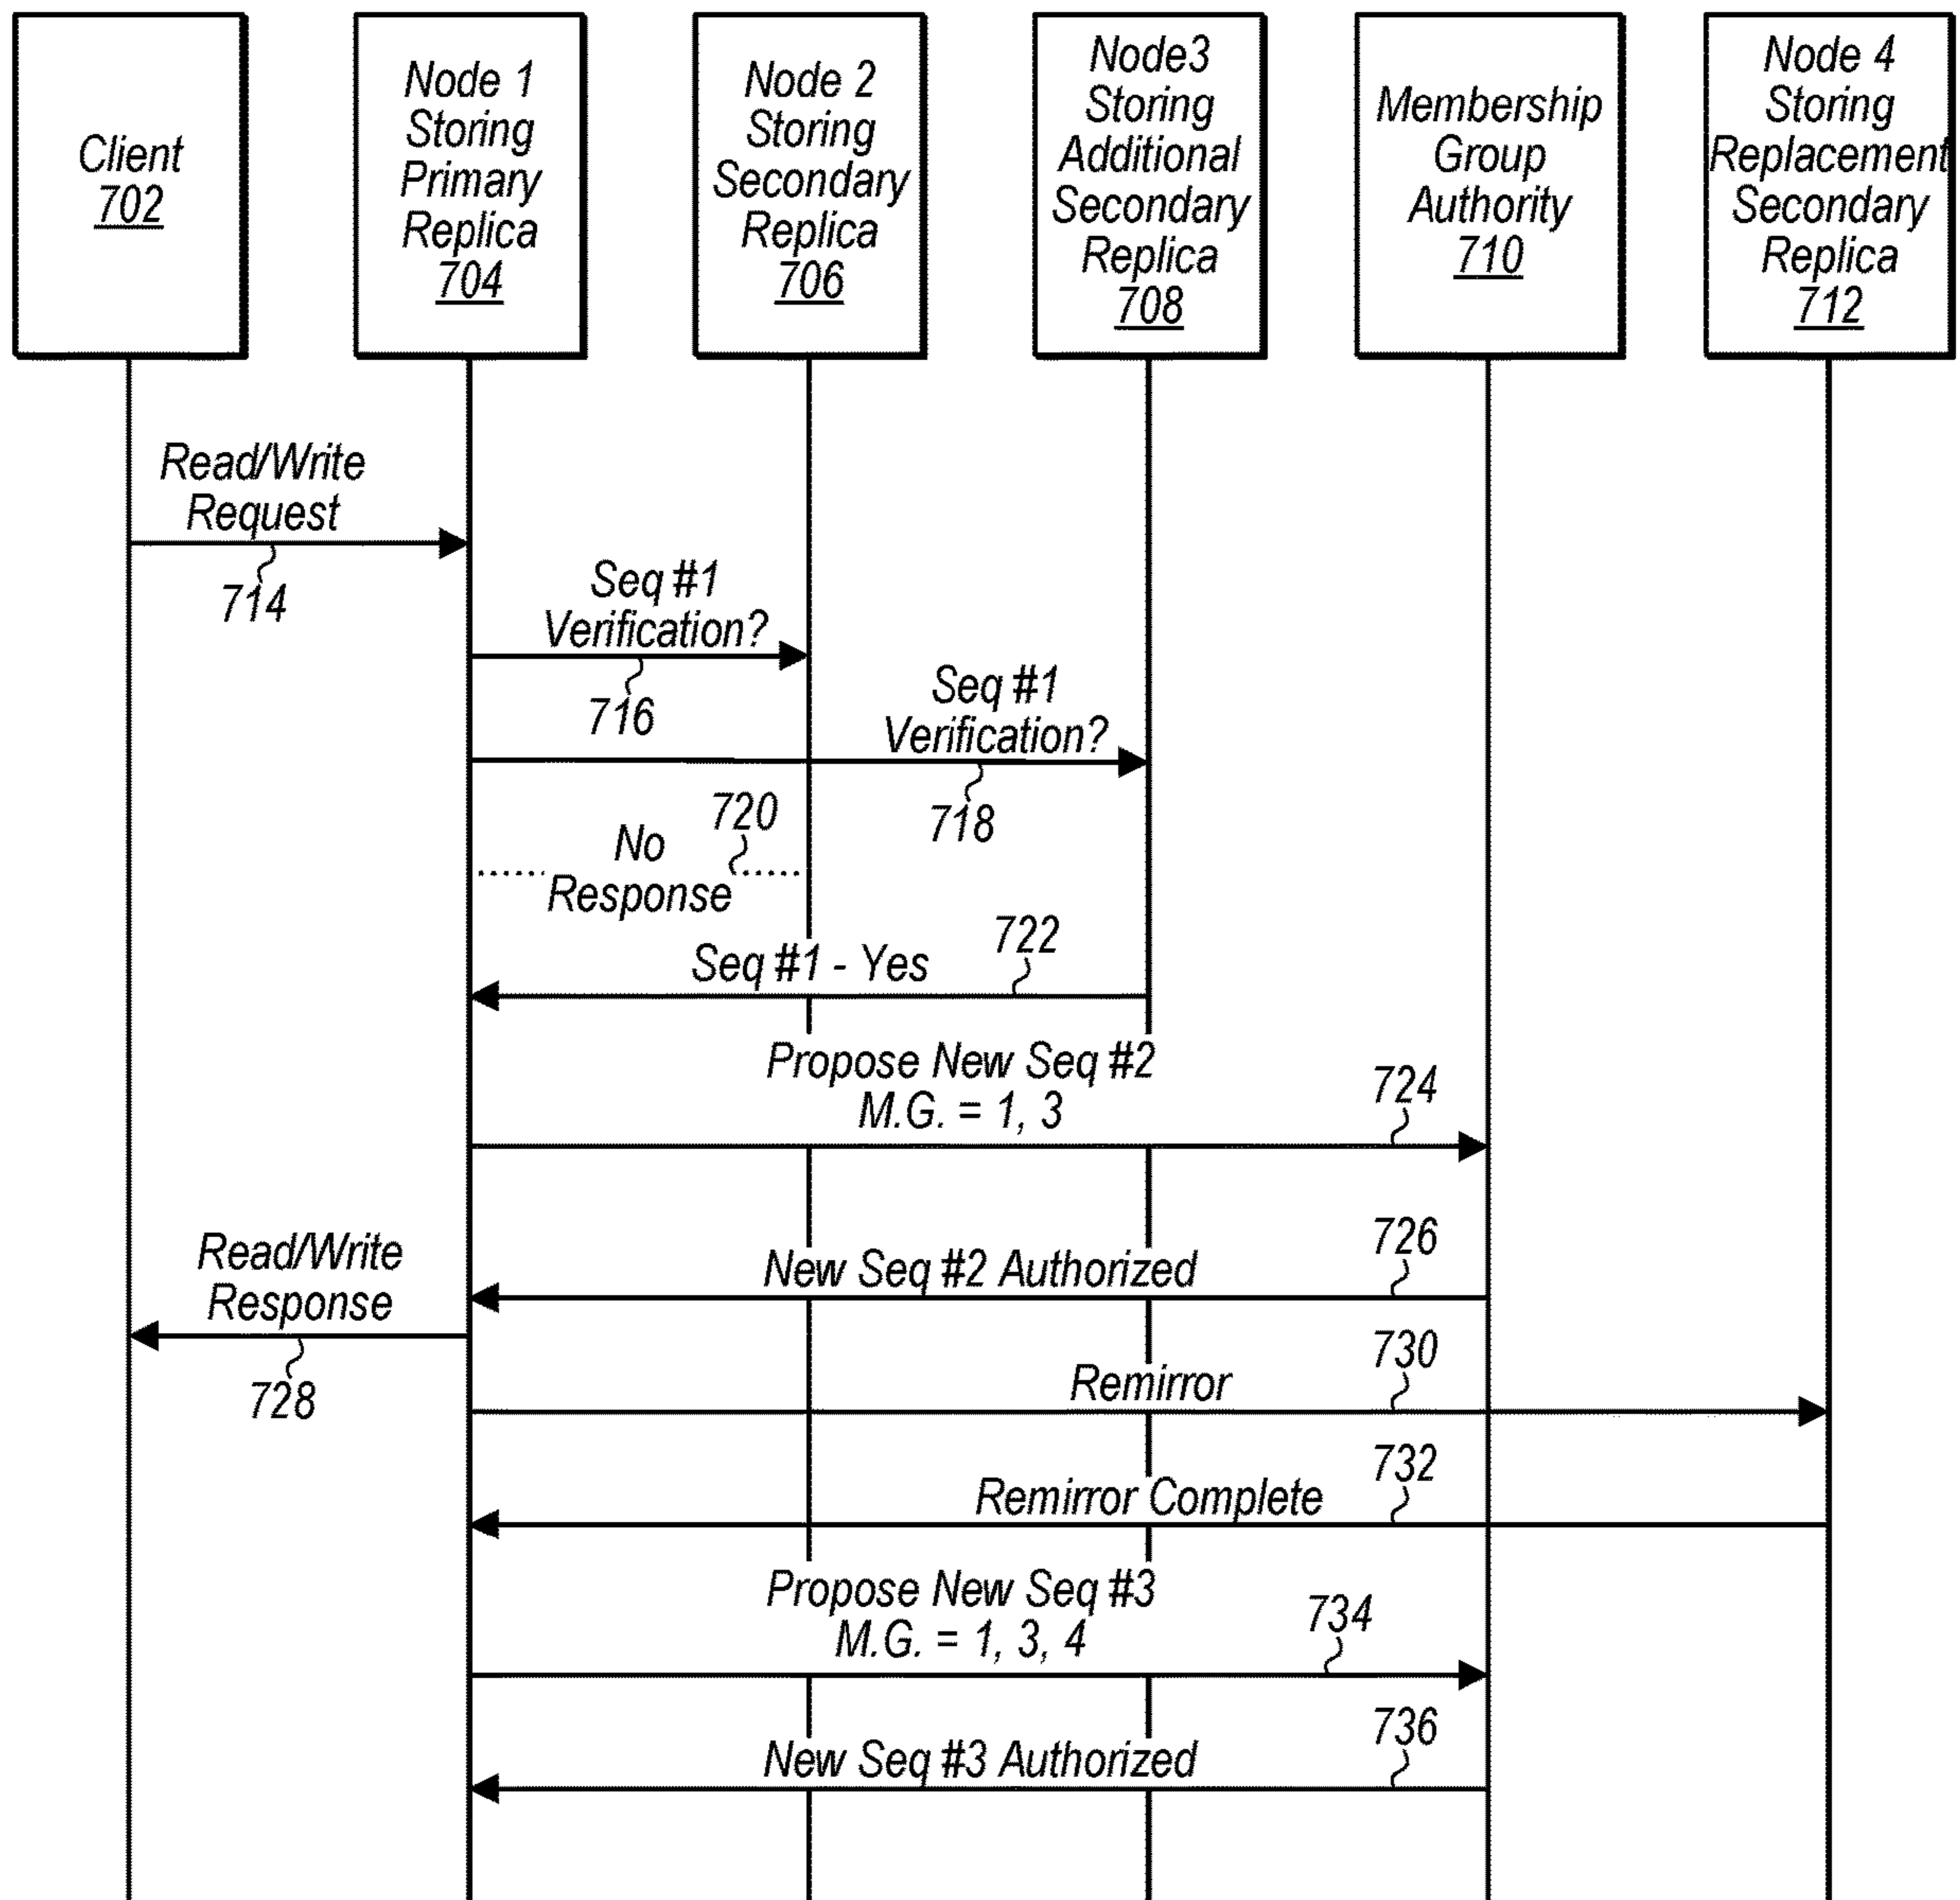 Client
702
Node 1
Storing
Primary
Replica
704
Node 2
Storing
Secondary
Replica
706
Node3
Storing
Additional
Secondary
Replica
708
Membership
Group
Authority
710
Node 4
Storing
Replacement
Secondary
Replica
712
Read/Write
Request
714
Seq #1
Verification?
716
Seq #1
Verification?
718
720
No
Response
722
Seq #1 - Yes
Propose New Seq #2
M.G. = 1, 3
724
726
New Seq #2 Authorized
Read/Write
Response
728
730
Remirror
732
Remirror Complete
Propose New Seq #3
M.G. = 1, 3, 4
734
736
New Seq #3 Authorized